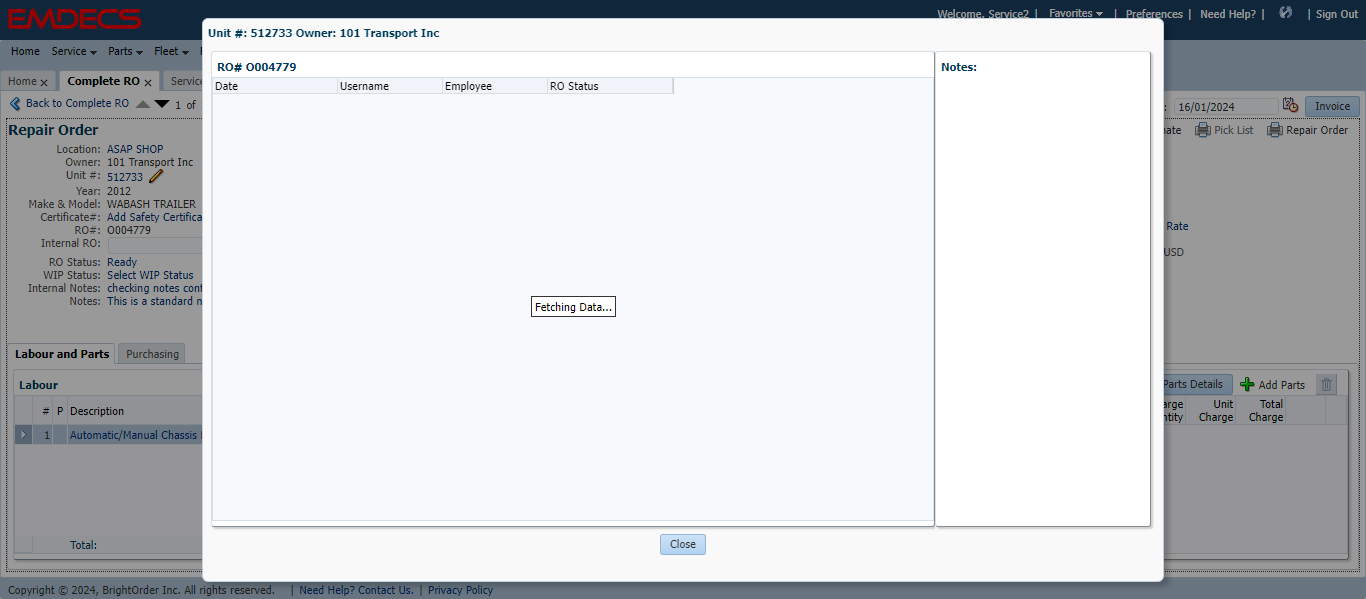 EMDECS
Welcome, Service2 | Favorites | Preferences | Need Help? | | Sign Out
Home Service Parts Fleet
Home x Complete RO x Servic
Back to Complete RO 1 of
16/01/2024 Invoice
Pick List Repair Order
Repair Order
Location: ASAP SHOP
Owner: 101 Transport Inc
Unit #: 512733
Year: 2012
Make & Model: WABASH TRAILER
Certificate#: Add Safety Certifica
RO#: O004779
Internal RO:
RO Status: Ready
WIP Status: Select WIP Status
Internal Notes: checking notes cont
Notes: This is a standard n
Rate
USD
Labour and Parts Purchasing
Labour
# P Description
1 Automatic/Manual Chassis
Total:
Parts Details Add Parts
arge Unit Total
ntity Charge Charge
Unit #: 512733 Owner: 101 Transport Inc
RO# O004779
Date Username Employee RO Status
Fetching Data...
Notes:
Close
Copyright © 2024, BrightOrder Inc. All rights reserved. | Need Help? Contact Us. | Privacy Policy